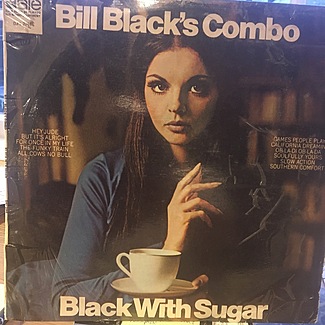 Bill Black's Combo
HEY JUDE
BUT IT'S ALRIGHT
FOR ONCE IN MY LIFE
THE FUNKY TRAIN
ALL COWS NO BULL
GAMES PEOPLE PLAY
CALIFORNIA DREAMIN'
OB-LA-DI OB-LA-DA
SOULFULLY YOURS
SLOW ACTION
SOUTHERN COMFORT
Black With Sugar